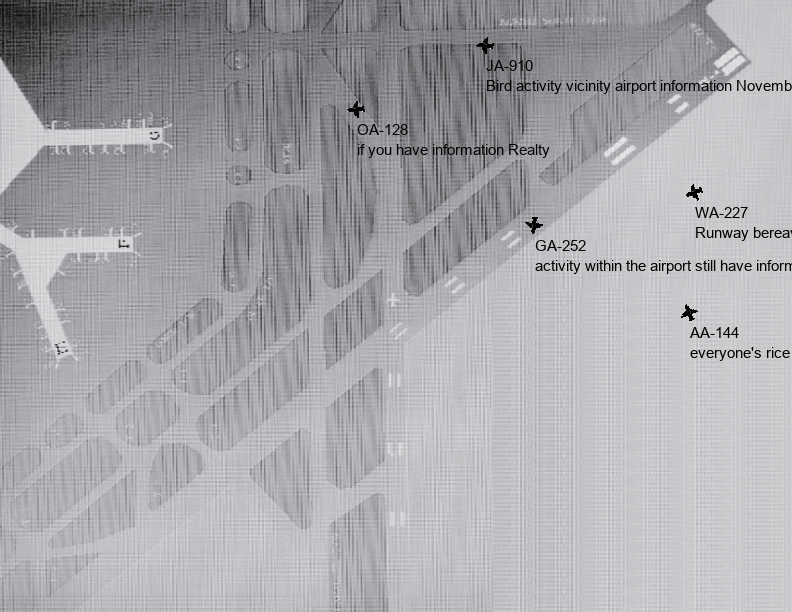 JA-910
Bird activity vicinity airport information Novemb
OA-128
if you have information Realty
WA-227
Runway bereav
GA-252
activity within the airport still have inform
AA-144
everyone's rice